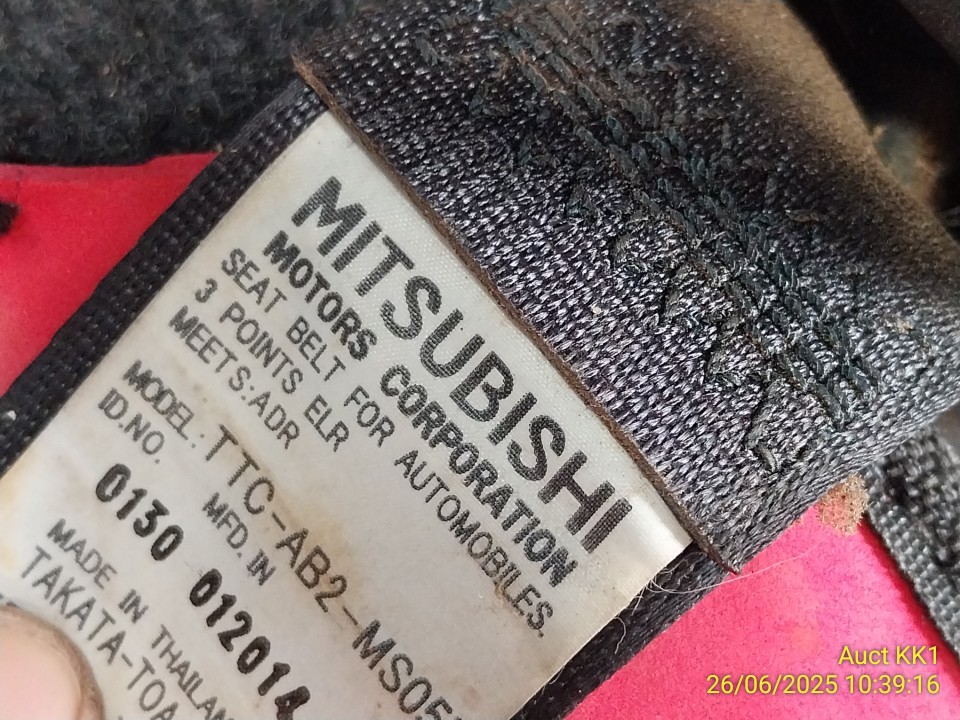 MITSUBISHI
MOTORS CORPORATION
SEAT BELT FOR AUTOMOBILES.
3 POINTS ELR
MEETS:ADR
MODEL: TTC-AB2-MS05
ID.NO. MFD.IN
0130 012014
MADE IN THAILAN
TAKATA-TOA
Auct KK1
26/06/2025 10:39:16